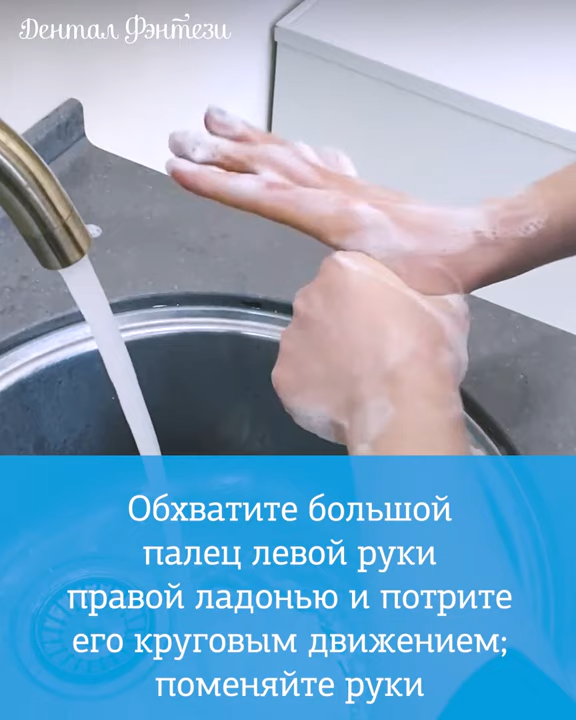 Дентал Фэнтези
Обхватите большой
палец левой руки
правой ладонью и потрите
его круговым движением;
поменяйте руки